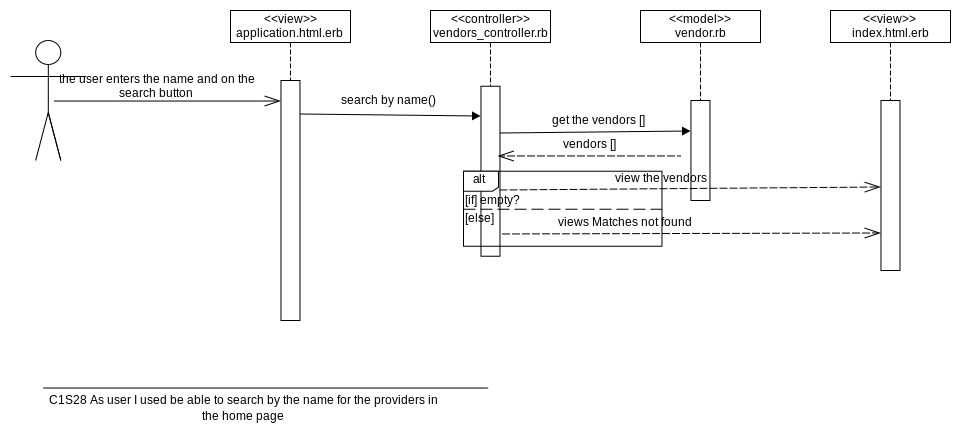 <<view>>
application.html.erb
<<controller>>
vendors_controller.rb
<<model>>
vendor.rb
<<view>>
index.html.erb
the user enters the name and on the
search button
search by name()
get the vendors []
vendors []
alt
view the vendors
[if] empty?
[else]
views Matches not found
C1S28 As user I used be able to search by the name for the providers in
the home page